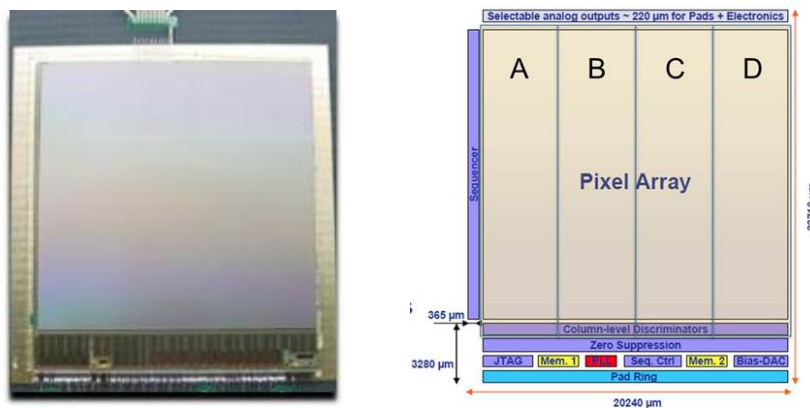 Selectable analog outputs ~ 220 µm for Pads + Electronics
A B C D
Sequencer
Pixel Array
365 µm
Column-level Discriminators
Zero Suppression
3280 µm
JTAG Mem. 1 PLL Seq. Ctrl Mem. 2 Bias-DAC
Pad Ring
20240 µm